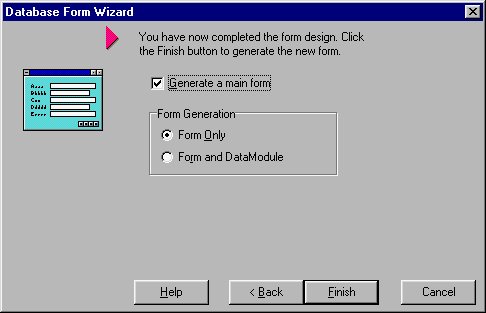 Database Form Wizard
You have now completed the form design. Click
the Finish button to generate the new form.
Generate a main form
Form Generation
Form Only
Form and DataModule
Help
< Back
Finish
Cancel